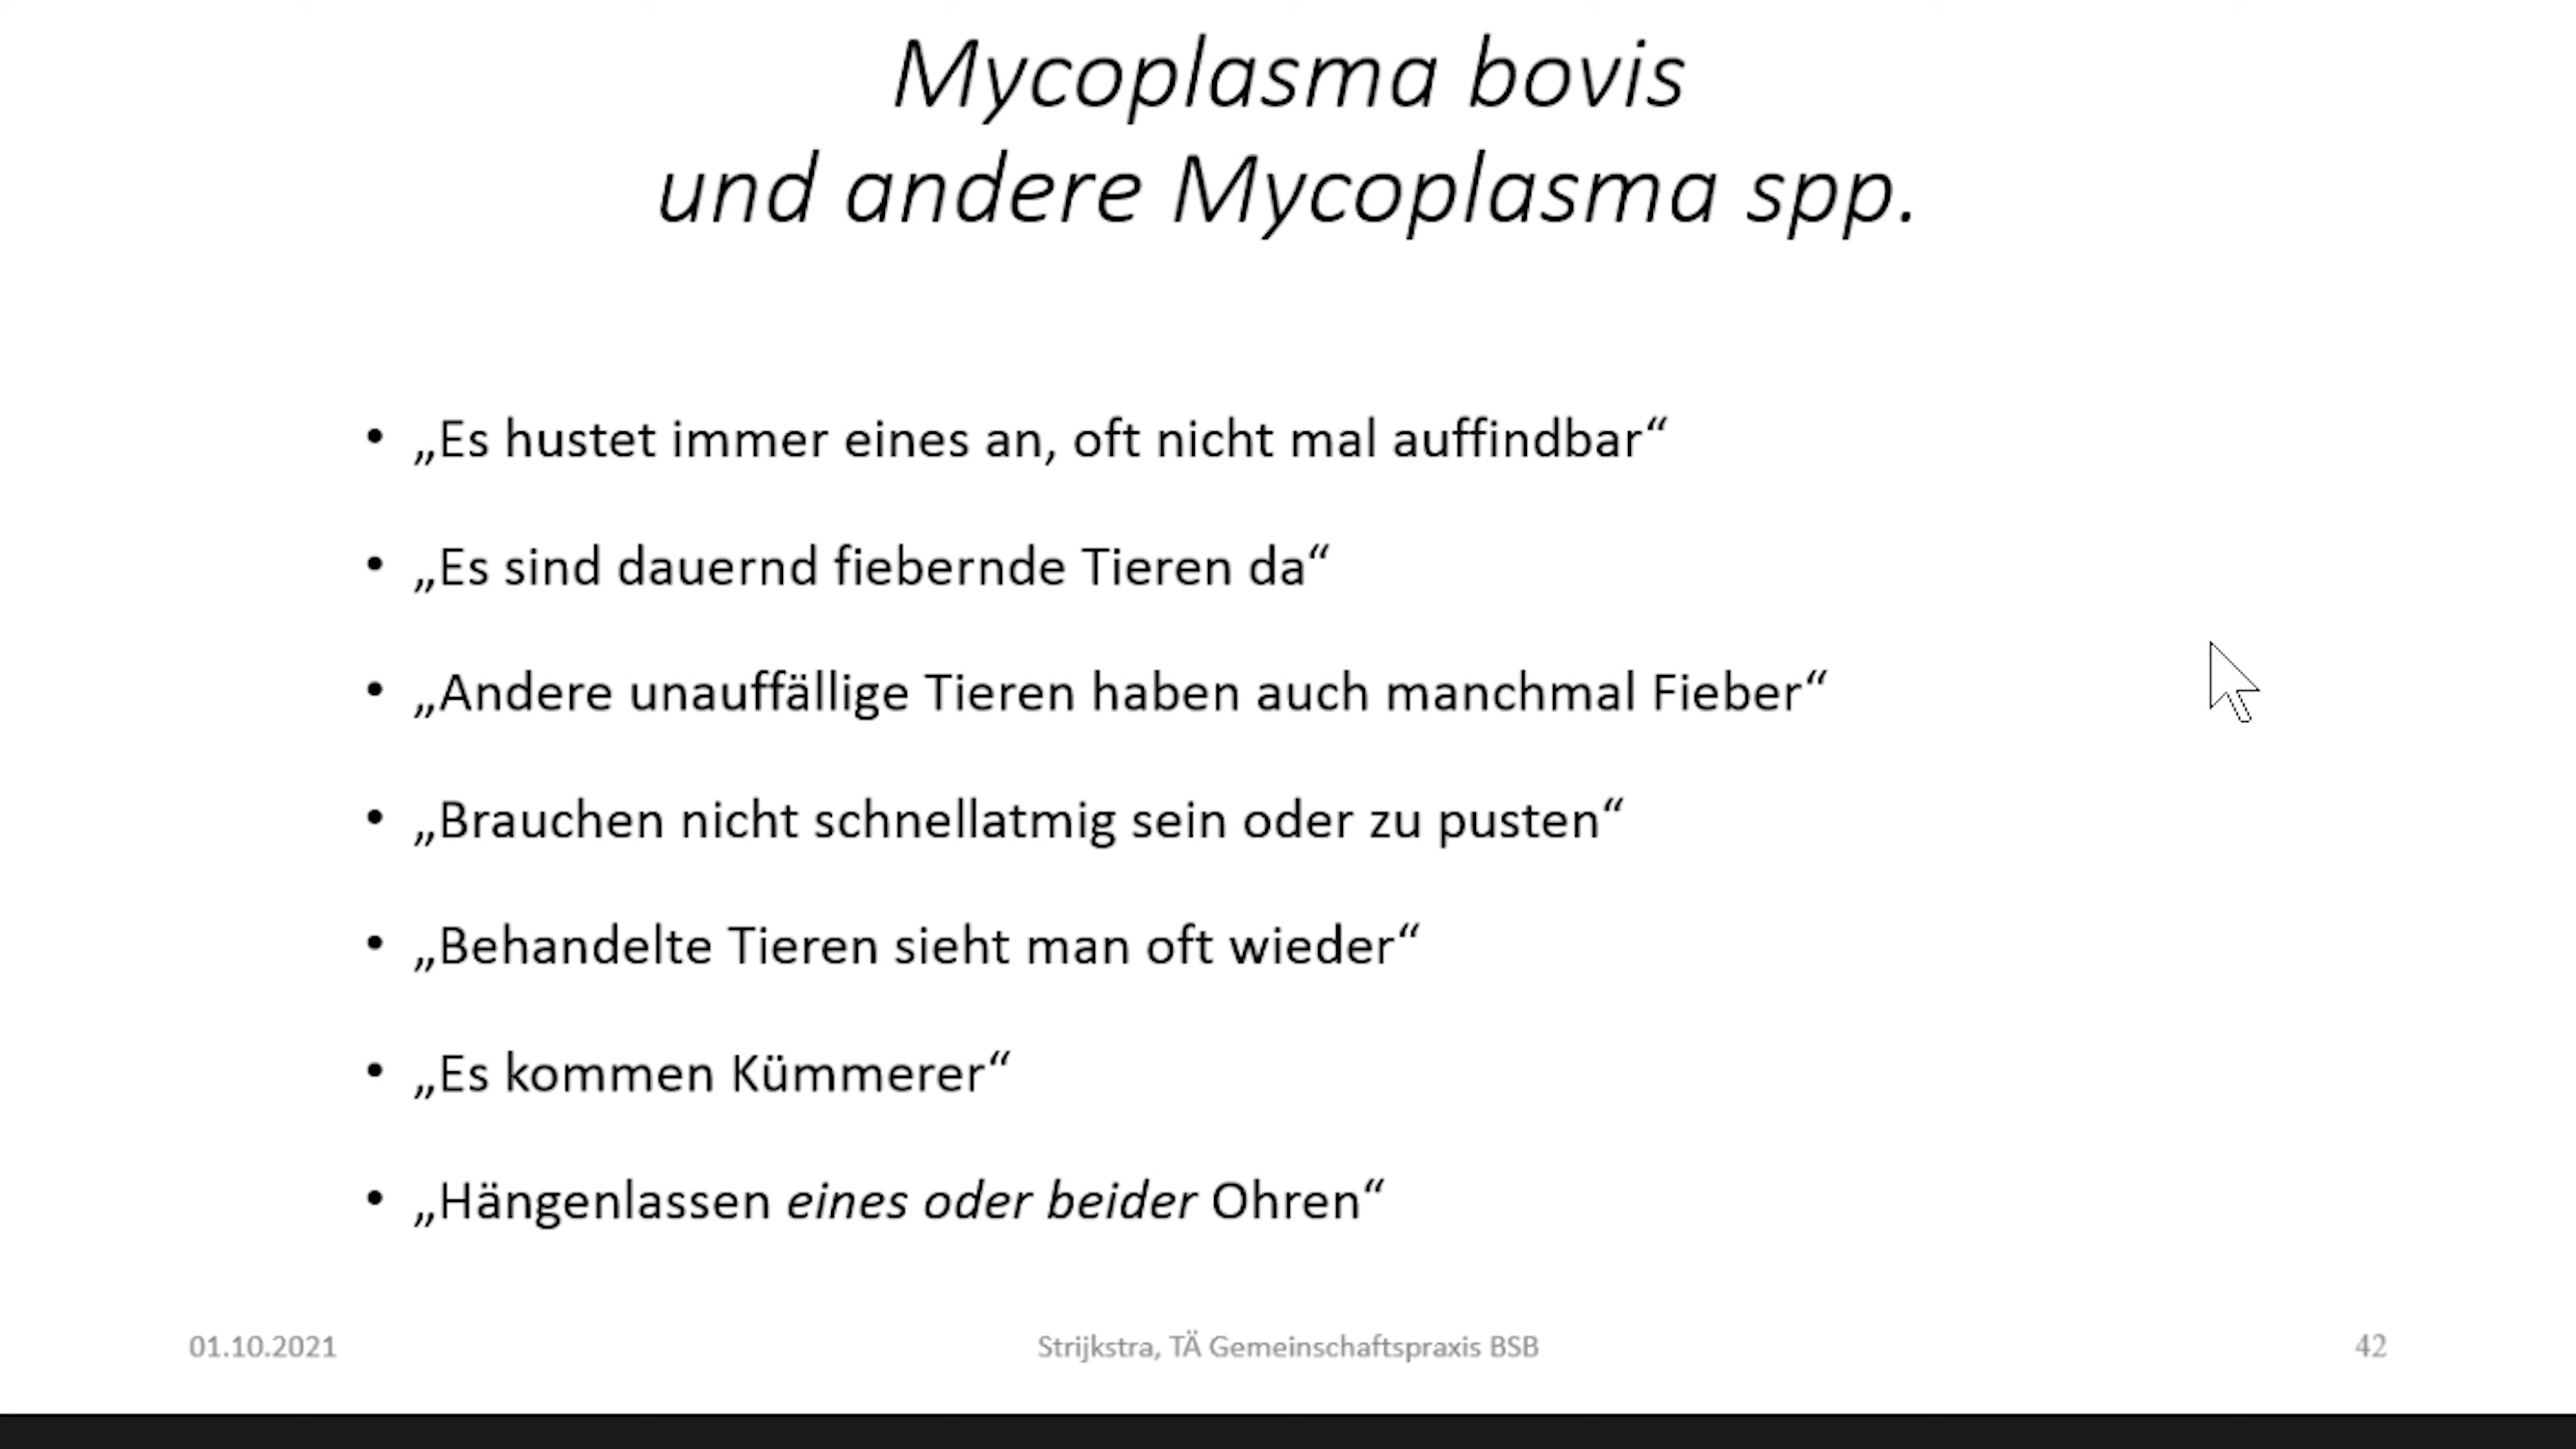 Mycoplasma bovis
und andere Mycoplasma spp.
• „Es hustet immer eines an, oft nicht mal auffindbar“
• „Es sind dauernd fiebernde Tieren da“
• „Andere unauffällige Tieren haben auch manchmal Fieber“
• „Brauchen nicht schnellatmig sein oder zu pusten“
• „Behandelte Tieren sieht man oft wieder“
• „Es kommen Kümmerer“
• „Hängenlassen eines oder beider Ohren“
01.10.2021 Strijkstra, TÄ Gemeinschaftspraxis BSB 42